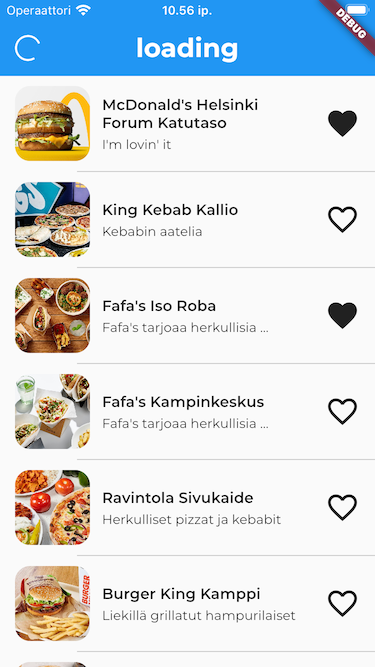 Operaattori 10.56 ip.
DEBUG
loading
McDonald's Helsinki
Forum Katutaso
I'm lovin' it
King Kebab Kallio
Kebabin aatelia
Fafa's Iso Roba
Fafa's tarjoaa herkullisia ...
Fafa's Kampinkeskus
Fafa's tarjoaa herkullisia ...
Ravintola Sivukaide
Herkulliset pizzat ja kebabit
Burger King Kamppi
Liekillä grillatut hampurilaiset
BURGER